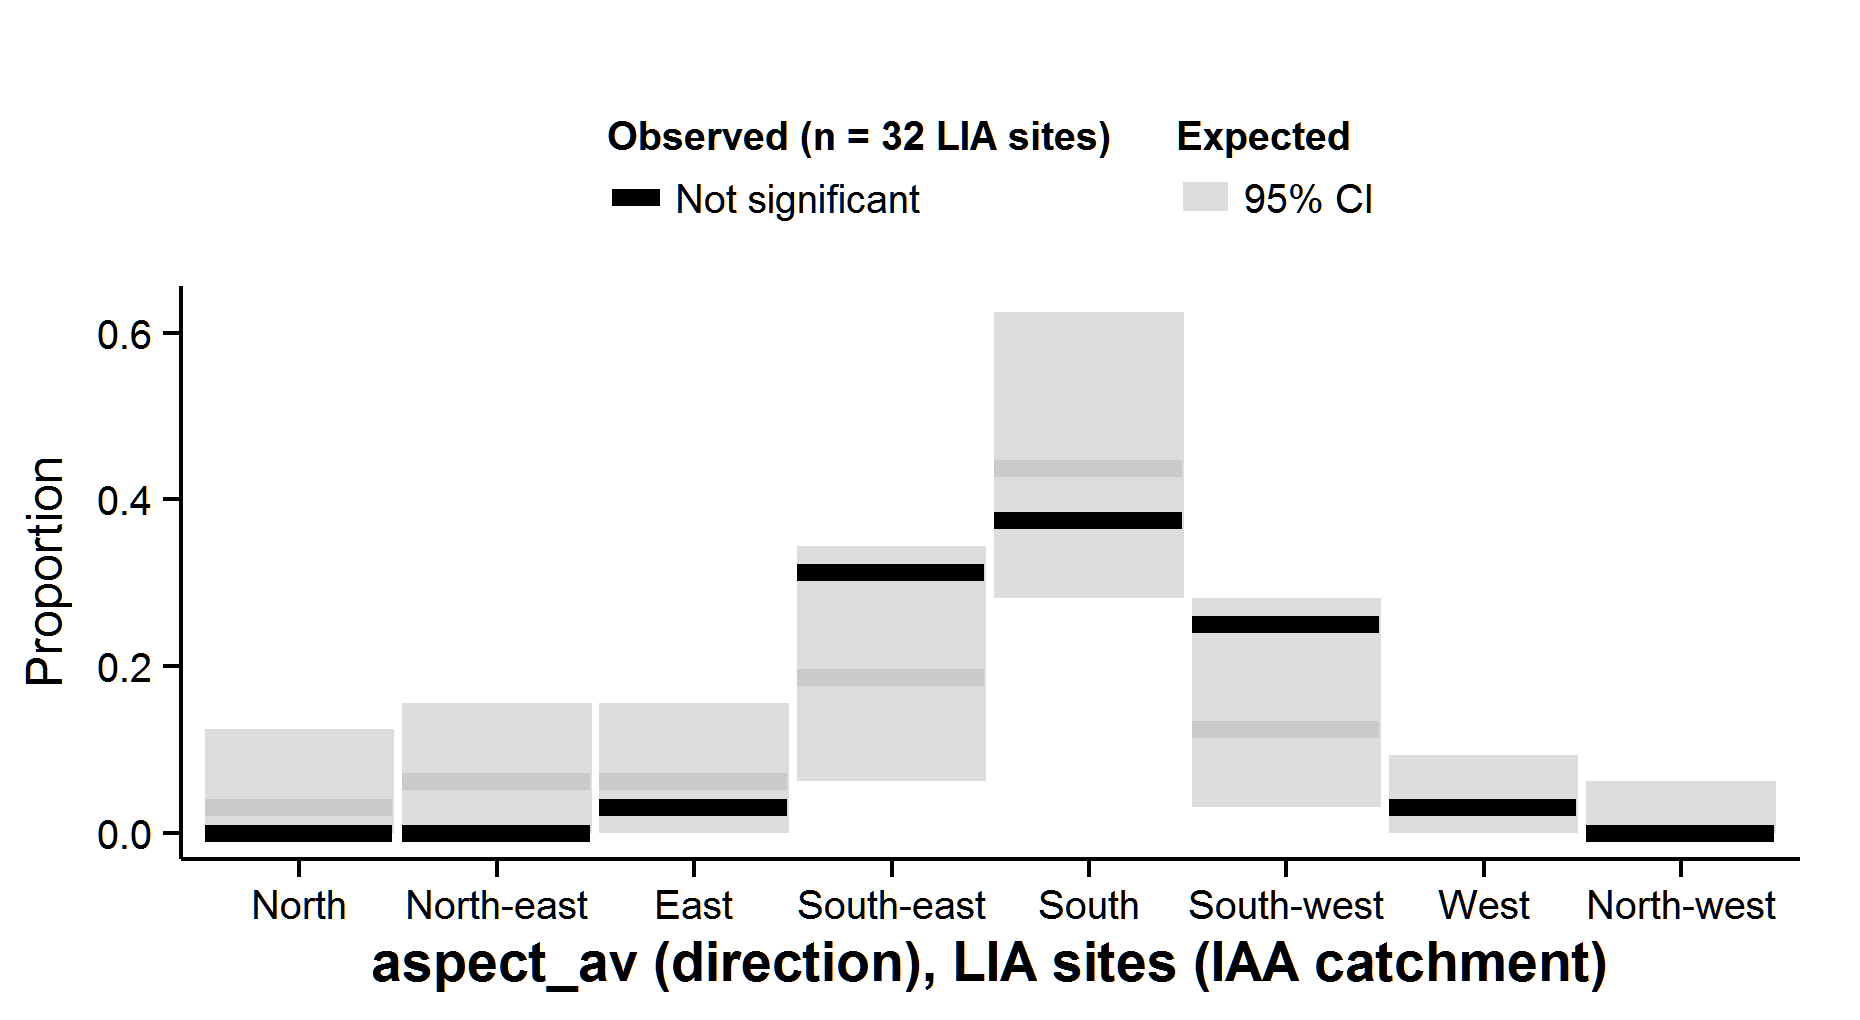 Observed (n = 32 LIA sites) Expected
Not significant 95% CI
Proportion
0.6
0.4
0.2
0.0
North North-east East South-east South South-west West North-west
aspect_av (direction), LIA sites (IAA catchment)